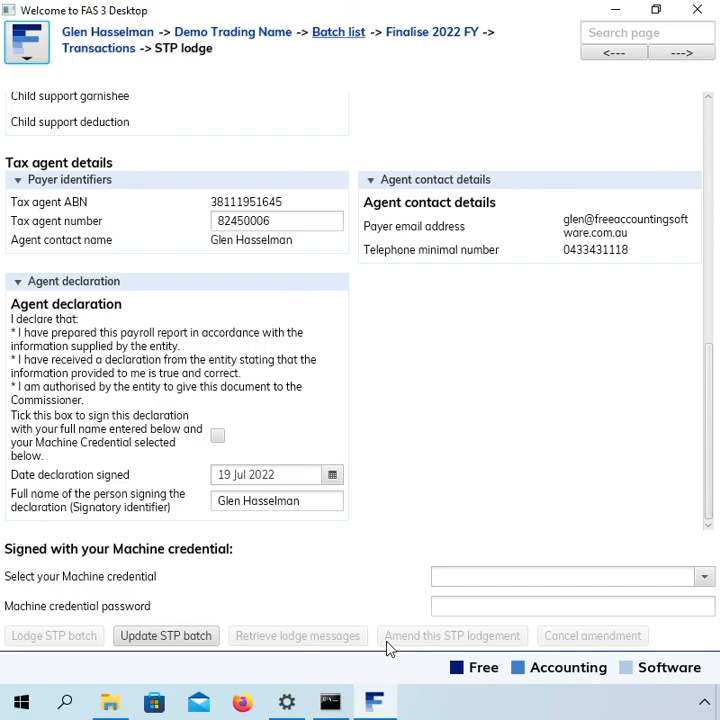 Welcome to FAS 3 Desktop
Glen Hasselman -> Demo Trading Name -> Batch list -> Finalise 2022 FY ->
Transactions -> STP lodge
Search page
<---
--->
Child support garnishee
Child support deduction
Tax agent details
Payer identifiers
Tax agent ABN 38111951645
Tax agent number 82450006
Agent contact name Glen Hasselman
Agent contact details
Agent contact details
Payer email address glen@freeaccountingsoft
ware.com.au
Telephone minimal number 0433431118
Agent declaration
Agent declaration
I declare that:
* I have prepared this payroll report in accordance with the
information supplied by the entity.
* I have received a declaration from the entity stating that the
information provided to me is true and correct.
* I am authorised by the entity to give this document to the
Commissioner.
Tick this box to sign this declaration
with your full name entered below and
your Machine Credential selected
below.
Date declaration signed 19 Jul 2022
Full name of the person signing the
declaration (Signatory identifier) Glen Hasselman
Signed with your Machine credential:
Select your Machine credential
Machine credential password
Lodge STP batch
Update STP batch
Retrieve lodge messages
Amend this STP lodgement
Cancel amendment
Free Accounting Software